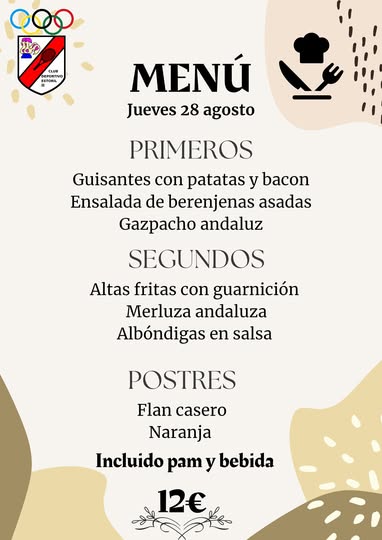 CLUB
DEPORTIVO
ESTORIL
II
MENÚ
Jueves 28 agosto
PRIMEROS
Guisantes con patatas y bacon
Ensalada de berenjenas asadas
Gazpacho andaluz
SEGUNDOS
Altas fritas con guarnición
Merluza andaluza
Albóndigas en salsa
POSTRES
Flan casero
Naranja
Incluido pam y bebida
12€